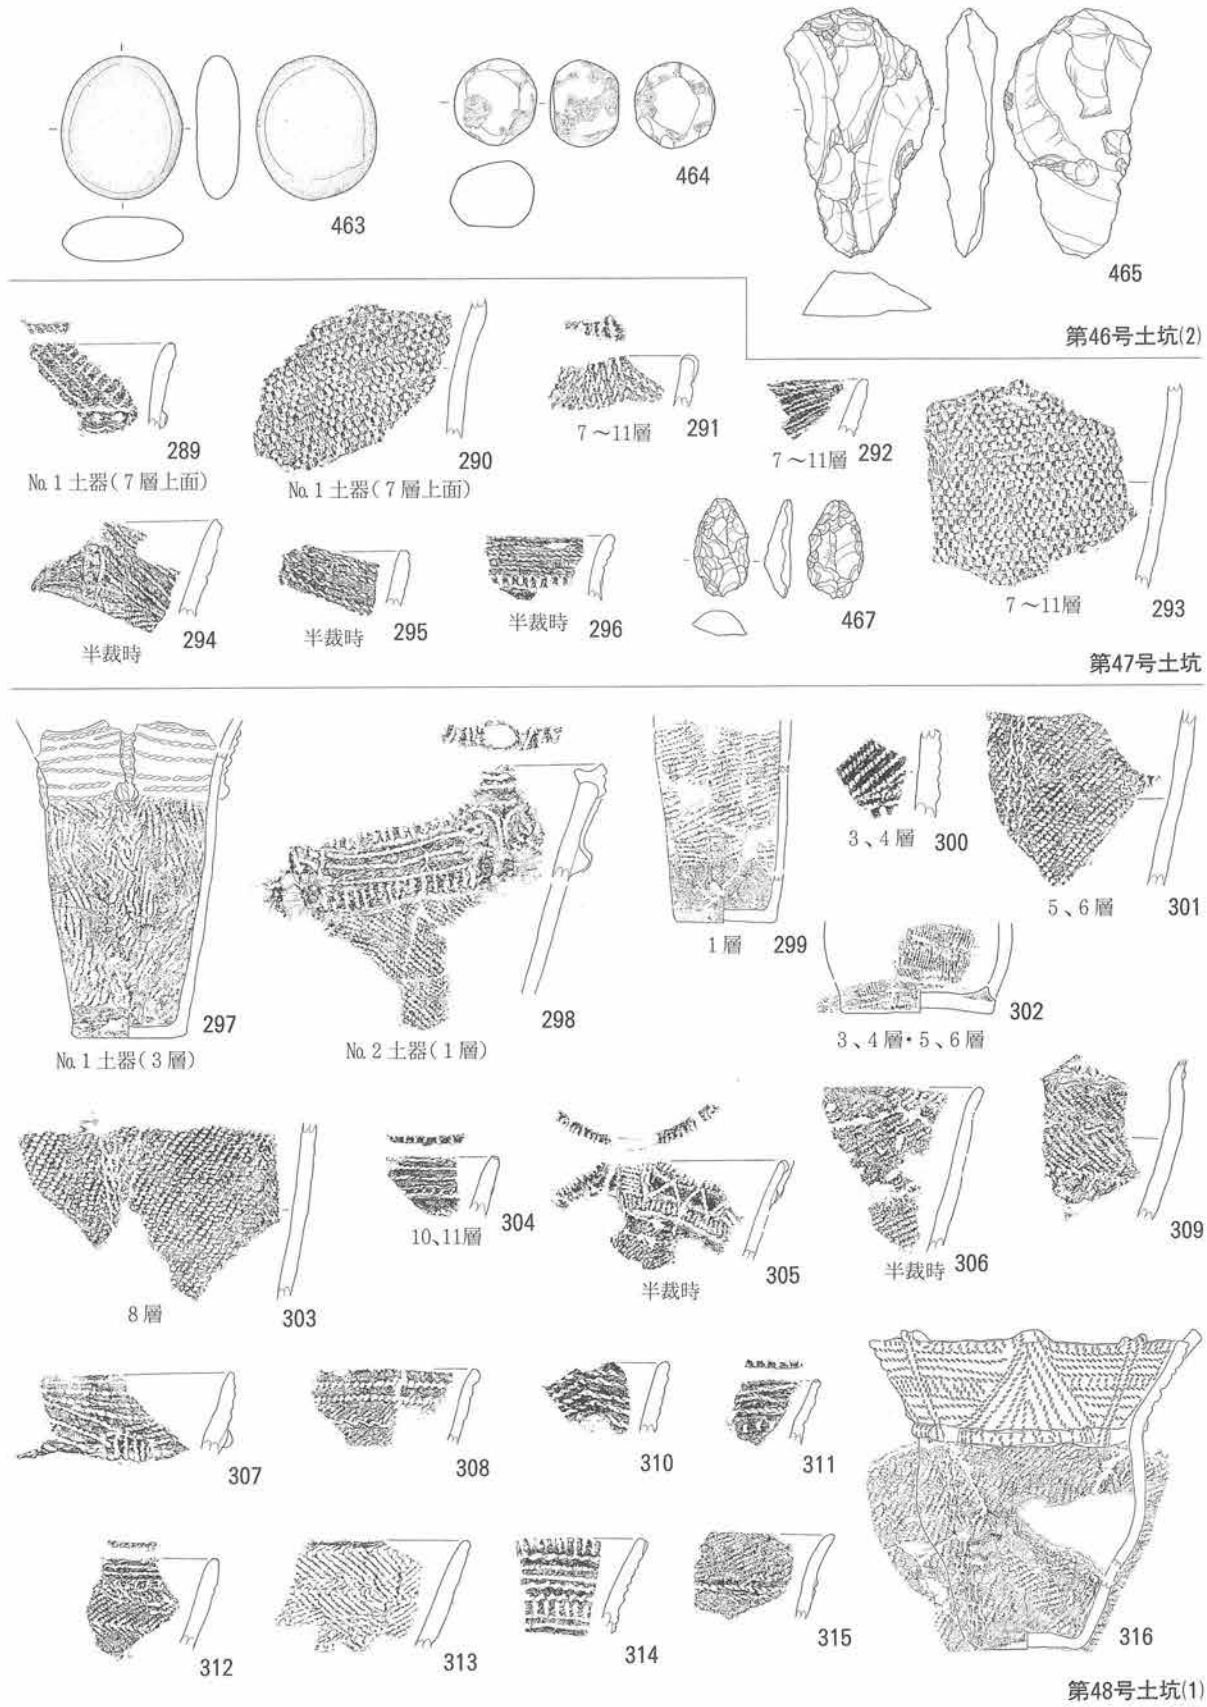 463
464
465
第46号土坑(2)
289
No.1土器(7層上面)
290
No.1土器(7層上面)
291
7～11層
292
7～11層
293
7～11層
294
半裁時
295
半裁時
296
半裁時
467
第47号土坑
297
No.1土器(3層)
298
No.2土器(1層)
299
1層
300
3、4層
301
5、6層
302
3、4層・5、6層
303
8層
304
10、11層
305
半裁時
306
半裁時
309
307
308
310
311
312
313
314
315
316
第48号土坑(1)